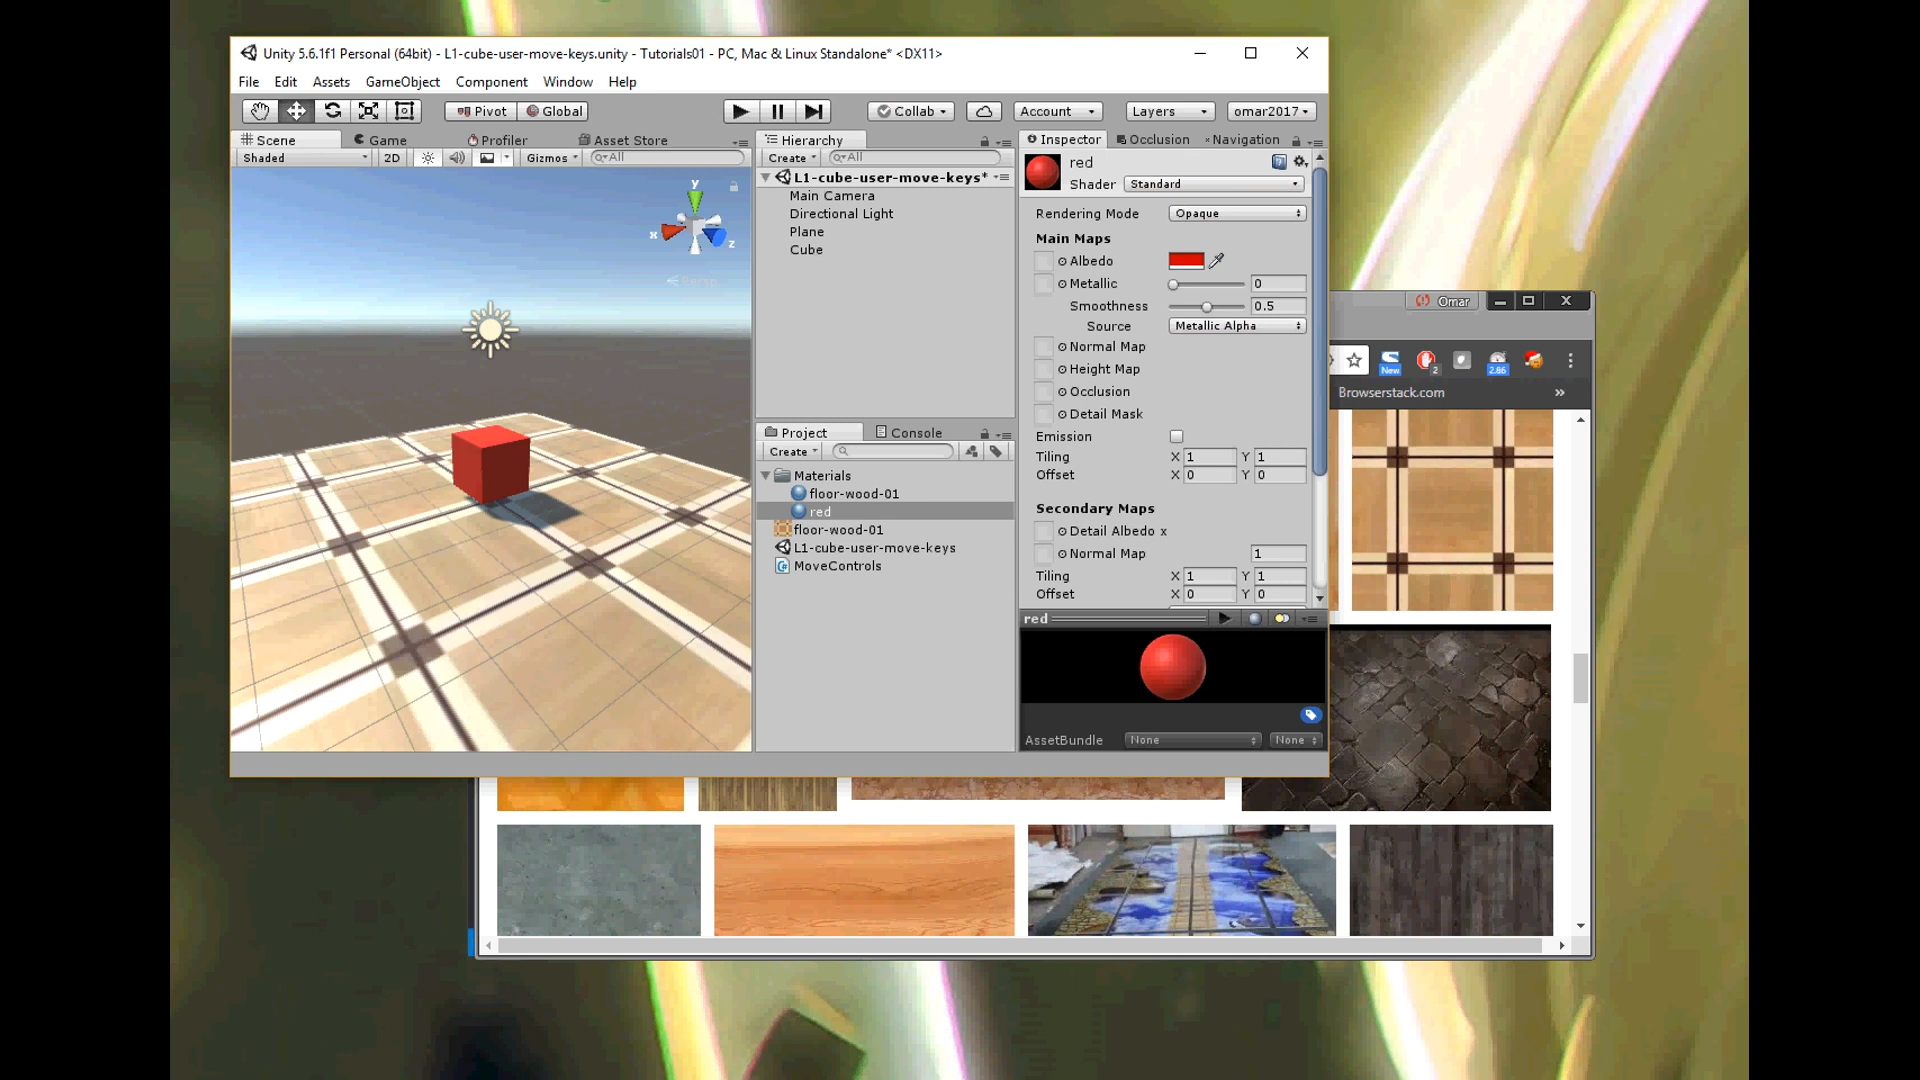 Unity 5.6.1f1 Personal (64bit) - L1-cube-user-move-keys.unity - Tutorials01 - PC, Mac & Linux Standalone* <DX11>
File Edit Assets GameObject Component Window Help
Pivot Global Collab Account Layers omar2017
Scene Game Profiler Asset Store
Shaded 2D Gizmos All
y
x
z
Persp
Hierarchy
Create All
L1-cube-user-move-keys*
Main Camera
Directional Light
Plane
Cube
Project Console
Create
Materials
floor-wood-01
red
floor-wood-01
L1-cube-user-move-keys
MoveControls
Inspector Occlusion Navigation
red
Shader Standard
Rendering Mode Opaque
Main Maps
Albedo
Metallic 0
Smoothness 0.5
Source Metallic Alpha
Normal Map
Height Map
Occlusion
Detail Mask
Emission
Tiling X 1 Y 1
Offset X 0 Y 0
Secondary Maps
Detail Albedo x
Normal Map 1
Tiling X 1 Y 1
Offset X 0 Y 0
red
AssetBundle None None
Omar
New 2 2.86
Browserstack.com »